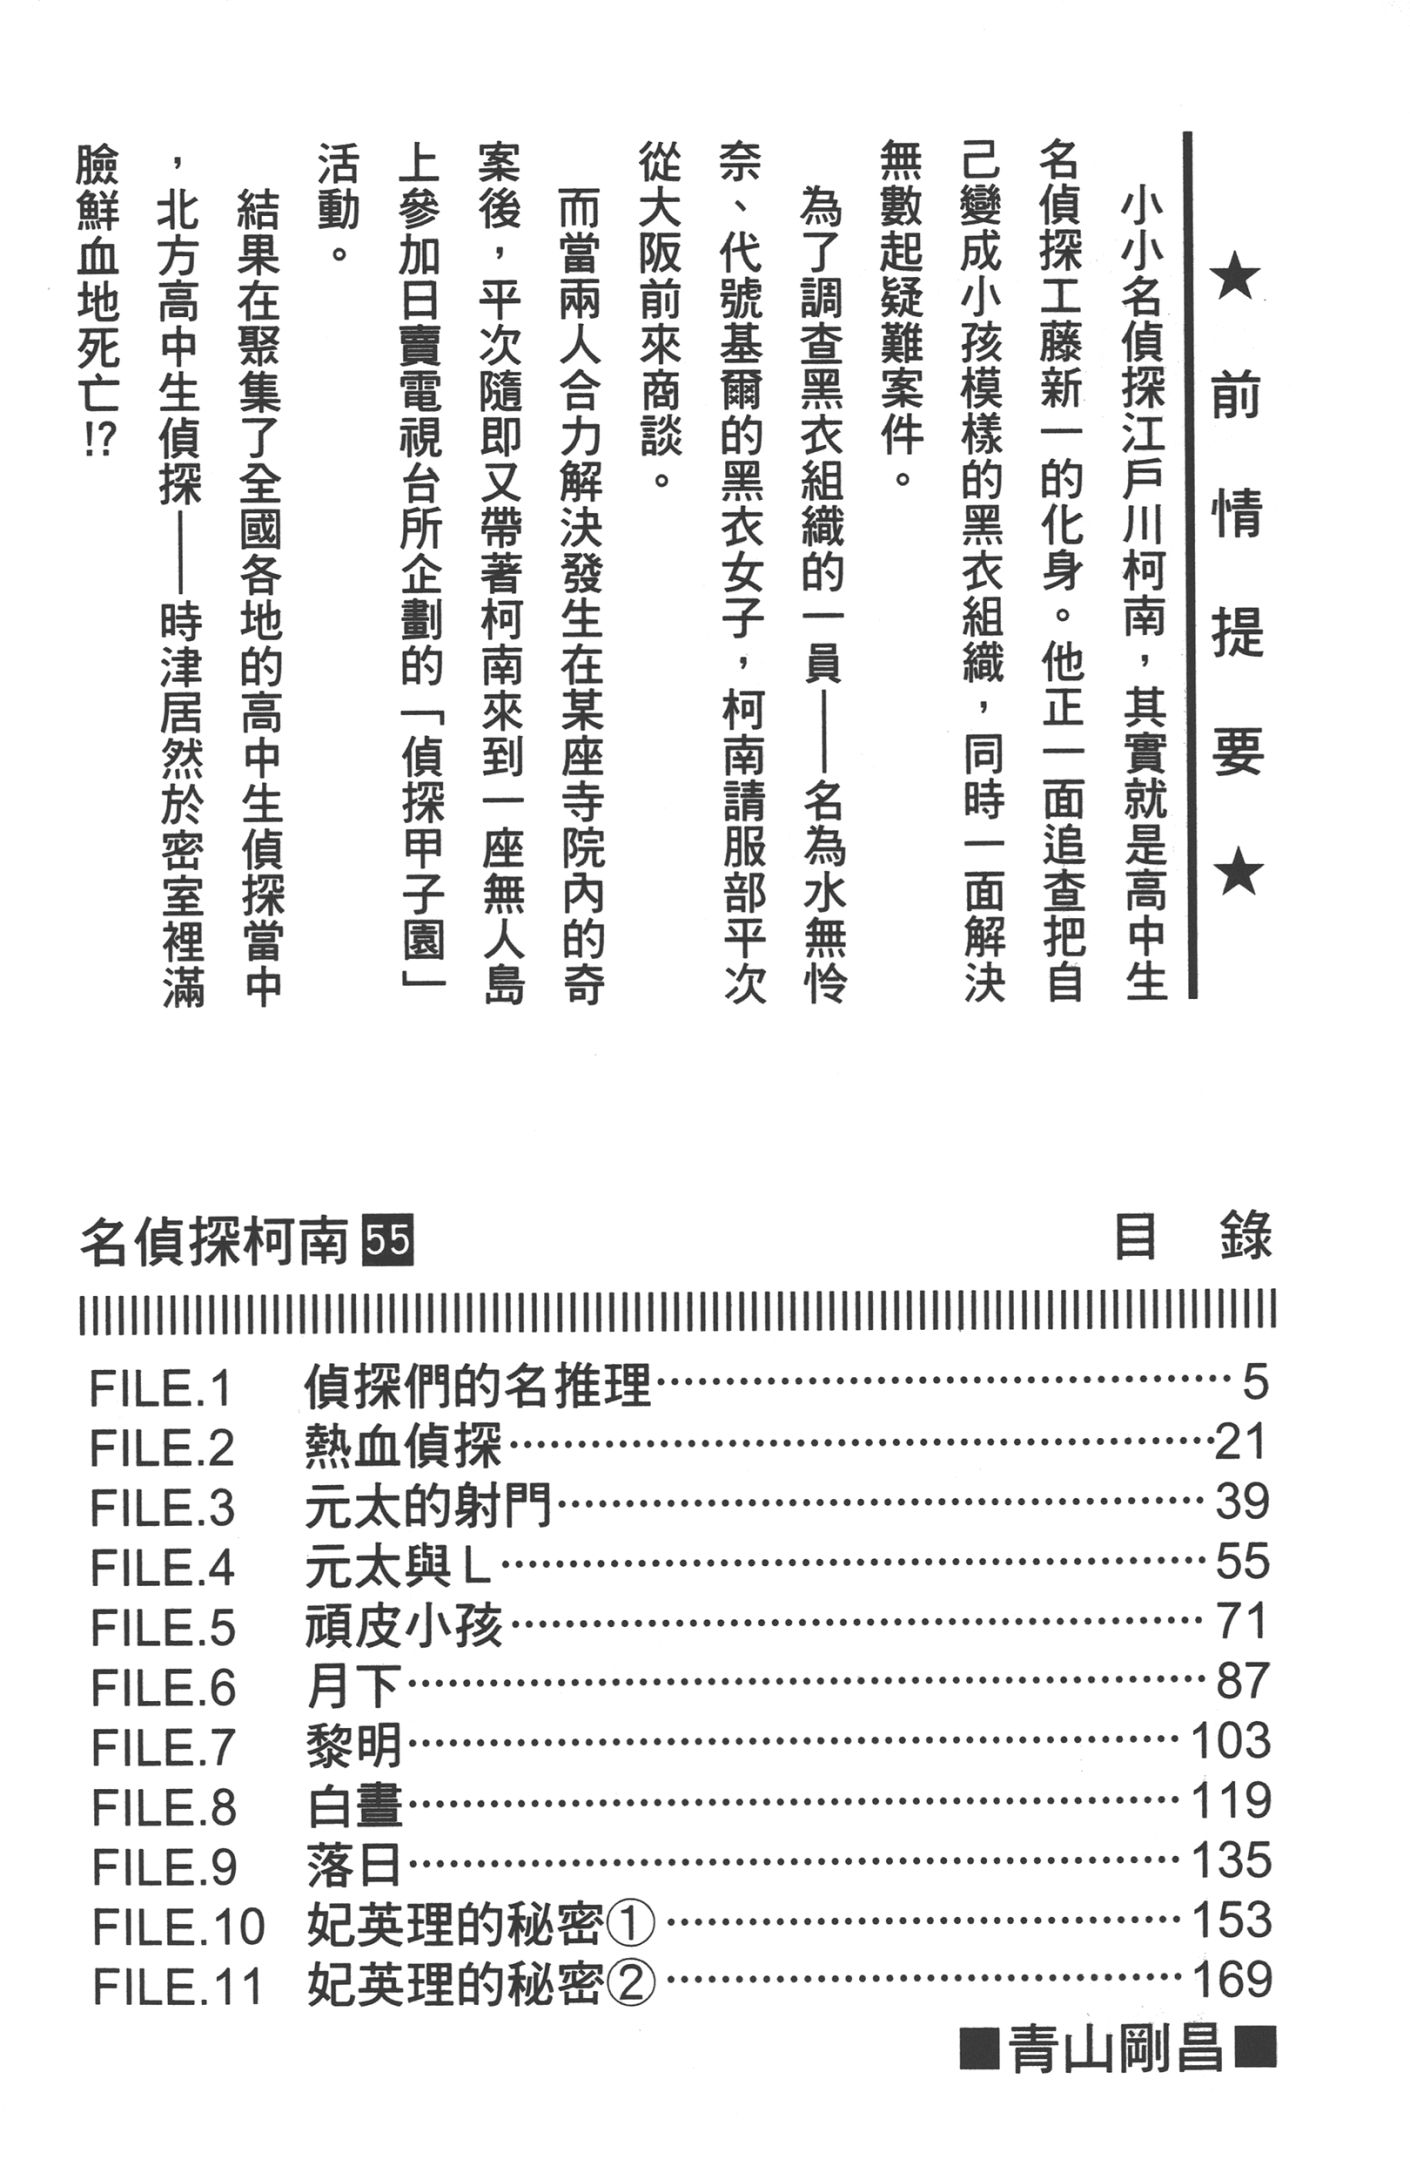 ★前情提要★
小小名偵探江戶川柯南，其實就是高中生
名偵探工藤新一的化身。他正一面追查把自
己變成小孩模樣的黑衣組織，同時一面解決
無數起疑難案件。
為了調查黑衣組織的一員——名為水無怜
奈、代號基爾的黑衣女子，柯南請服部平次
從大阪前來商談。
而當兩人合力解決發生在某座寺院內的奇
案後，平次隨即又帶著柯南來到一座無人島
上參加日賣電視台所企劃的「偵探甲子園」
活動。
結果在聚集了全國各地的高中生偵探當中
，北方高中生偵探——時津居然於密室裡滿
臉鮮血地死亡!?
名偵探柯南55 目錄
FILE.1 偵探們的名推理…………………………………… 5
FILE.2 熱血偵探……………………………………………21
FILE.3 元太的射門………………………………………… 39
FILE.4 元太與L…………………………………………… 55
FILE.5 頑皮小孩…………………………………………… 71
FILE.6 月下………………………………………………… 87
FILE.7 黎明………………………………………………… 103
FILE.8 白晝………………………………………………… 119
FILE.9 落日………………………………………………… 135
FILE.10 妃英理的秘密①………………………………… 153
FILE.11 妃英理的秘密②………………………………… 169
■青山剛昌■